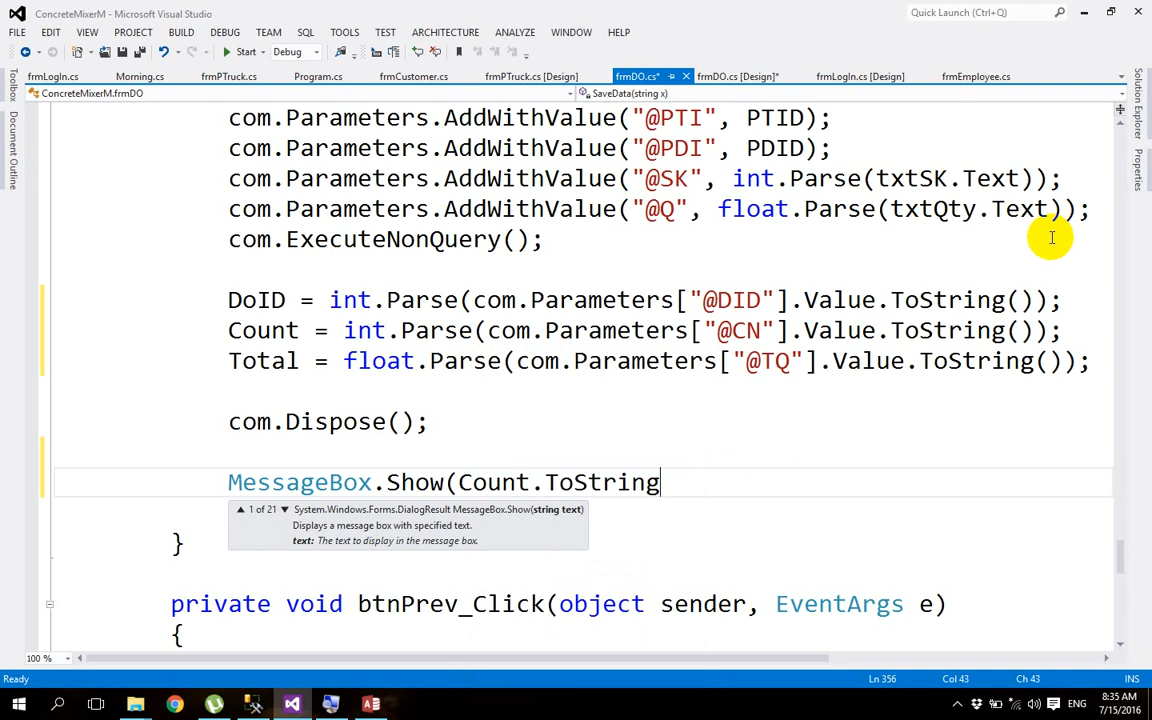 ConcreteMixerM - Microsoft Visual Studio
Quick Launch (Ctrl+Q)
FILE EDIT VIEW PROJECT BUILD DEBUG TEAM SQL TOOLS TEST ARCHITECTURE ANALYZE WINDOW HELP
Start Debug
frmLogIn.cs Morning.cs frmPTruck.cs Program.cs frmCustomer.cs frmPTruck.cs [Design] frmDO.cs* frmDO.cs [Design]* frmLogIn.cs [Design] frmEmployee.cs
ConcreteMixerM.frmDO SaveData(string x)
Toolbox
Document Outline
Solution Explorer
Properties
com.Parameters.AddWithValue("@PTI", PTID);
com.Parameters.AddWithValue("@PDI", PDID);
com.Parameters.AddWithValue("@SK", int.Parse(txtSK.Text));
com.Parameters.AddWithValue("@Q", float.Parse(txtQty.Text));
com.ExecuteNonQuery();
DoID = int.Parse(com.Parameters["@DID"].Value.ToString());
Count = int.Parse(com.Parameters["@CN"].Value.ToString());
Total = float.Parse(com.Parameters["@TQ"].Value.ToString());
com.Dispose();
MessageBox.Show(Count.ToString
▲ 1 of 21 ▼ System.Windows.Forms.DialogResult MessageBox.Show(string text)
Displays a message box with specified text.
text: The text to display in the message box.
}
private void btnPrev_Click(object sender, EventArgs e)
{
100 %
Ready Ln 356 Col 43 Ch 43 INS
ENG 8:35 AM
7/15/2016